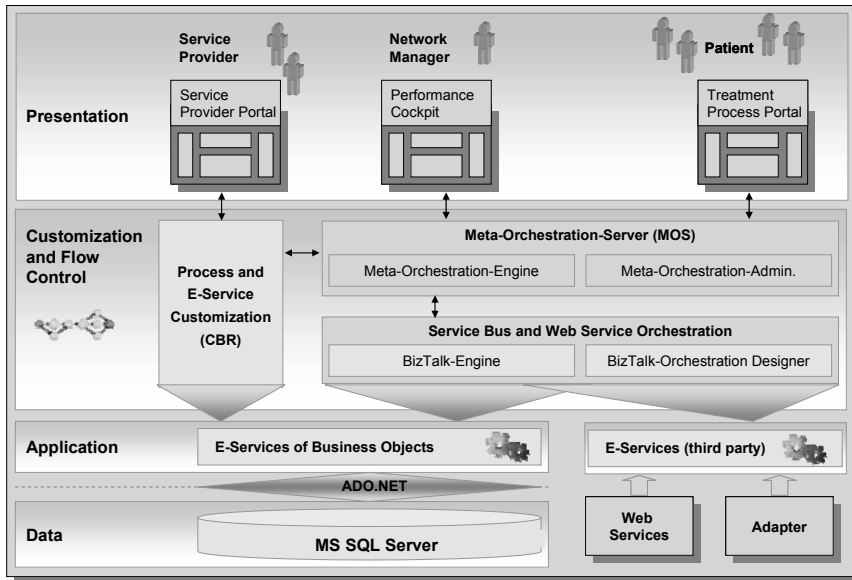 Service
Provider
Network
Manager
Patient
Presentation
Service
Provider Portal
Performance
Cockpit
Treatment
Process Portal
Customization
and Flow
Control
Process and
E-Service
Customization
(CBR)
Meta-Orchestration-Server (MOS)
Meta-Orchestration-Engine
Meta-Orchestration-Admin.
Service Bus and Web Service Orchestration
BizTalk-Engine
BizTalk-Orchestration Designer
Application
E-Services of Business Objects
E-Services (third party)
ADO.NET
Data
MS SQL Server
Web
Services
Adapter